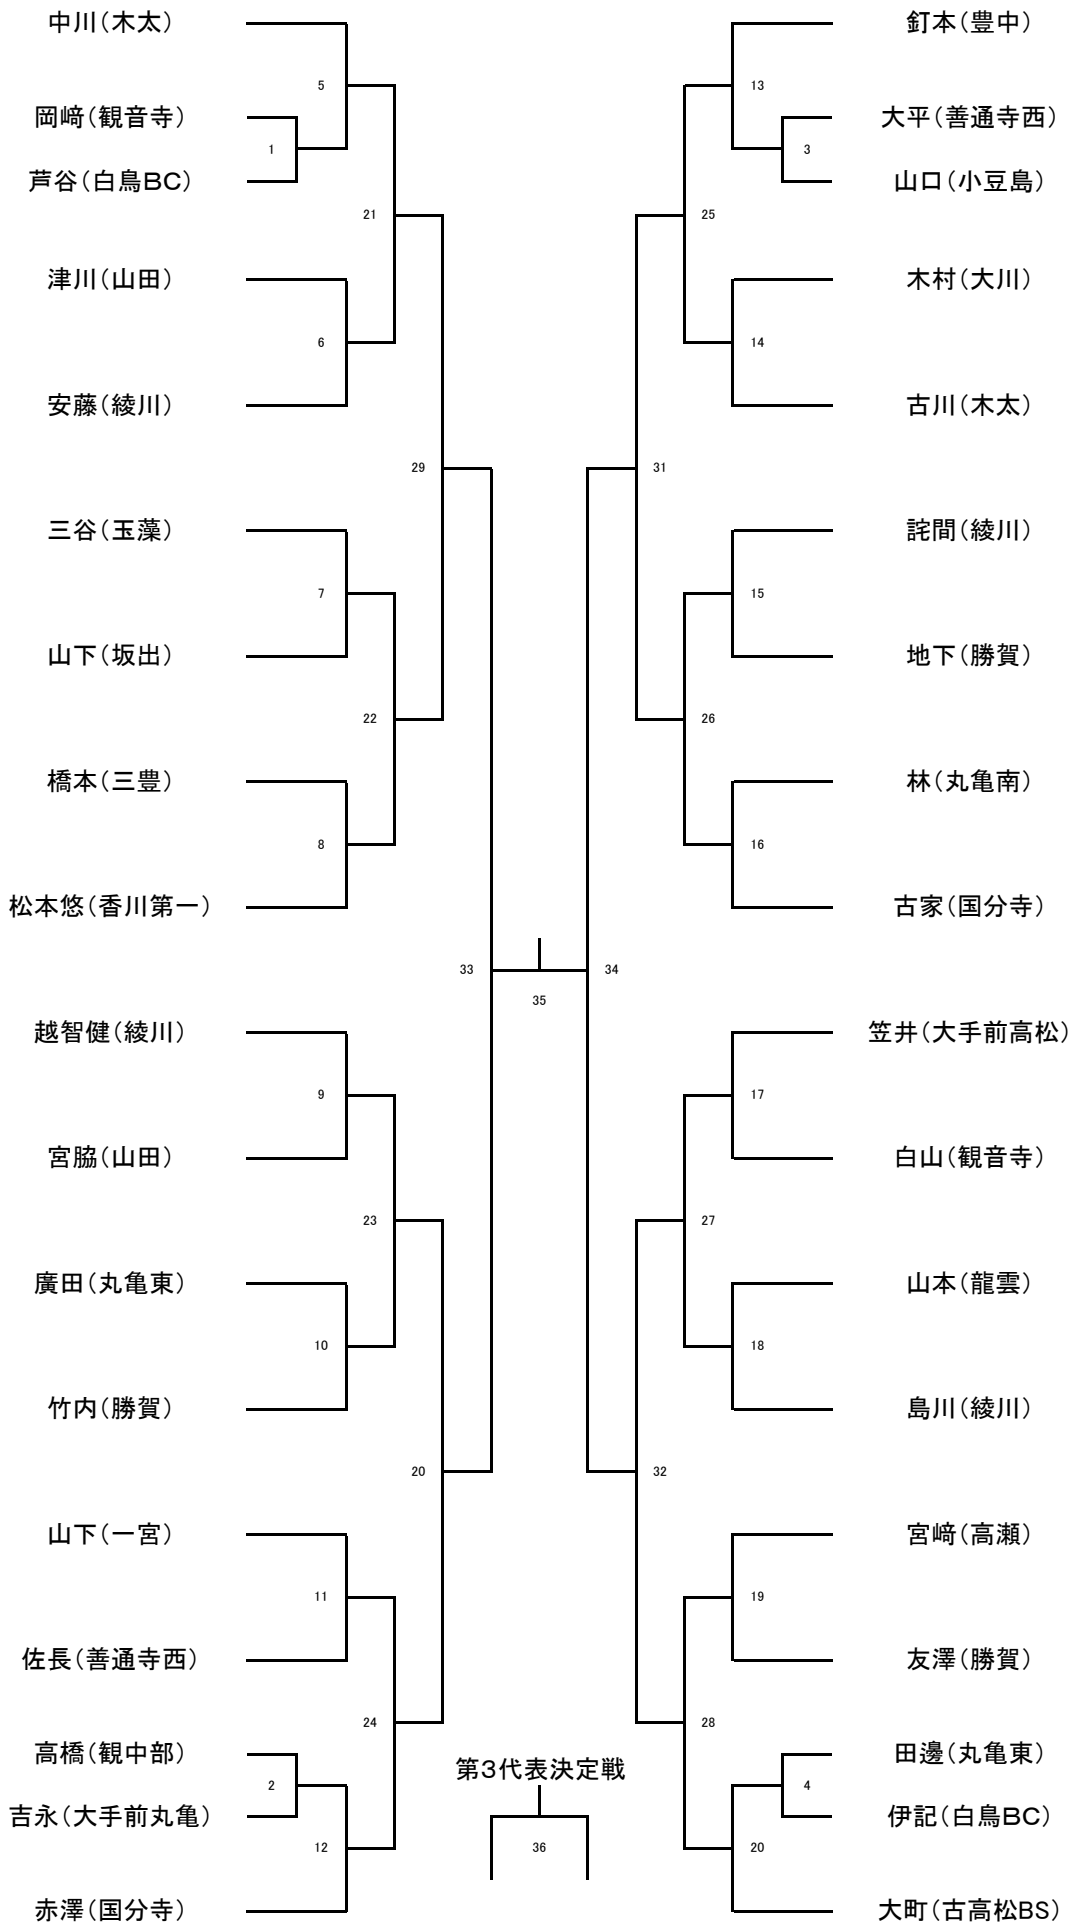 中川(木太)
5
岡﨑(観音寺)
1
芦谷(白鳥BC)
21
津川(山田)
6
安藤(綾川)
29
三谷(玉藻)
7
山下(坂出)
22
橋本(三豊)
8
松本悠(香川第一)
33
越智健(綾川)
9
宮脇(山田)
23
廣田(丸亀東)
10
竹内(勝賀)
20
山下(一宮)
11
佐長(善通寺西)
24
高橋(観中部)
2
吉永(大手前丸亀)
12
赤澤(国分寺)
35
第3代表決定戦
36
釘本(豊中)
13
大平(善通寺西)
3
山口(小豆島)
25
木村(大川)
14
古川(木太)
31
詫間(綾川)
15
地下(勝賀)
26
林(丸亀南)
16
古家(国分寺)
34
笠井(大手前高松)
17
白山(観音寺)
27
山本(龍雲)
18
島川(綾川)
32
宮﨑(高瀬)
19
友澤(勝賀)
28
田邊(丸亀東)
4
伊記(白鳥BC)
20
大町(古高松BS)